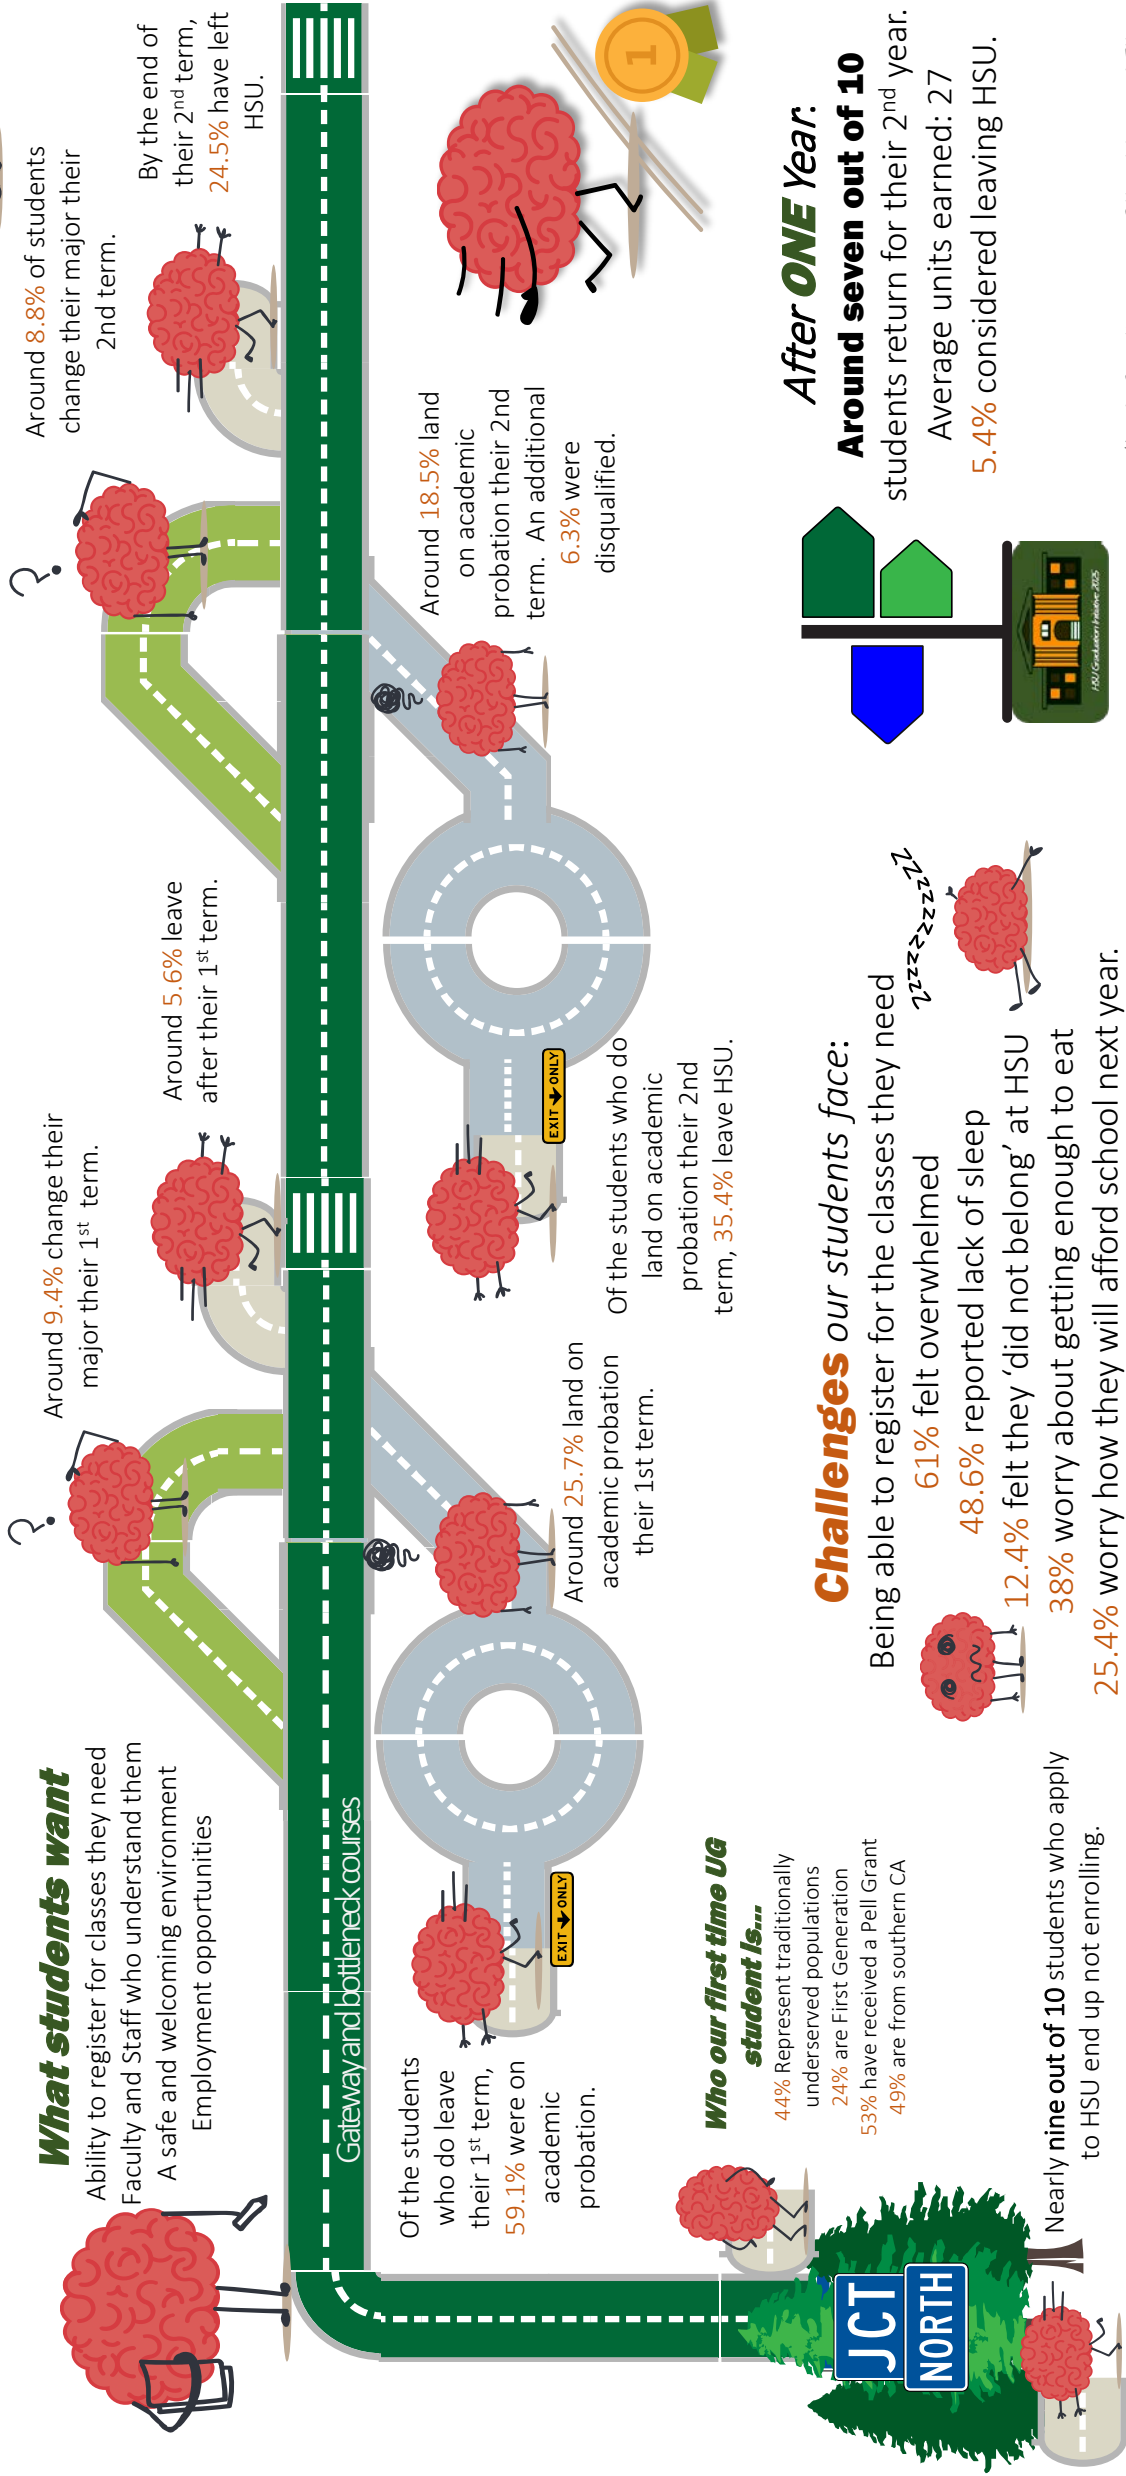 What students want
Ability to register for classes they need
Faculty and Staff who understand them
A safe and welcoming environment
Employment opportunities
Around 9.4% change their
major their 1st term.
Around 5.6% leave
after their 1st term.
Around 8.8% of students
change their major their
2nd term.
By the end of
their 2nd term,
24.5% have left
HSU.
?
?
Gateway and bottleneck courses
Of the students
who do leave
their 1st term,
59.1% were on
academic
probation.
EXIT ONLY
Around 25.7% land on
academic probation
their 1st term.
EXIT ONLY
Of the students who do
land on academic
probation their 2nd
term, 35.4% leave HSU.
Around 18.5% land
on academic
probation their 2nd
term. An additional
6.3% were
disqualified.
1
Who our first time UG
student is...
44% Represent traditionally
underserved populations
24% are First Generation
53% have received a Pell Grant
49% are from southern CA
JCT
NORTH
Nearly nine out of 10 students who apply
to HSU end up not enrolling.
Challenges our students face:
Being able to register for the classes they need
61% felt overwhelmed
48.6% reported lack of sleep
12.4% felt they ‘did not belong’ at HSU
38% worry about getting enough to eat
25.4% worry how they will afford school next year.
zzzzzzzZZZ
HSU Graduation Initiative 2025
After ONE Year:
Around seven out of 10
students return for their 2nd year.
Average units earned: 27
5.4% considered leaving HSU.